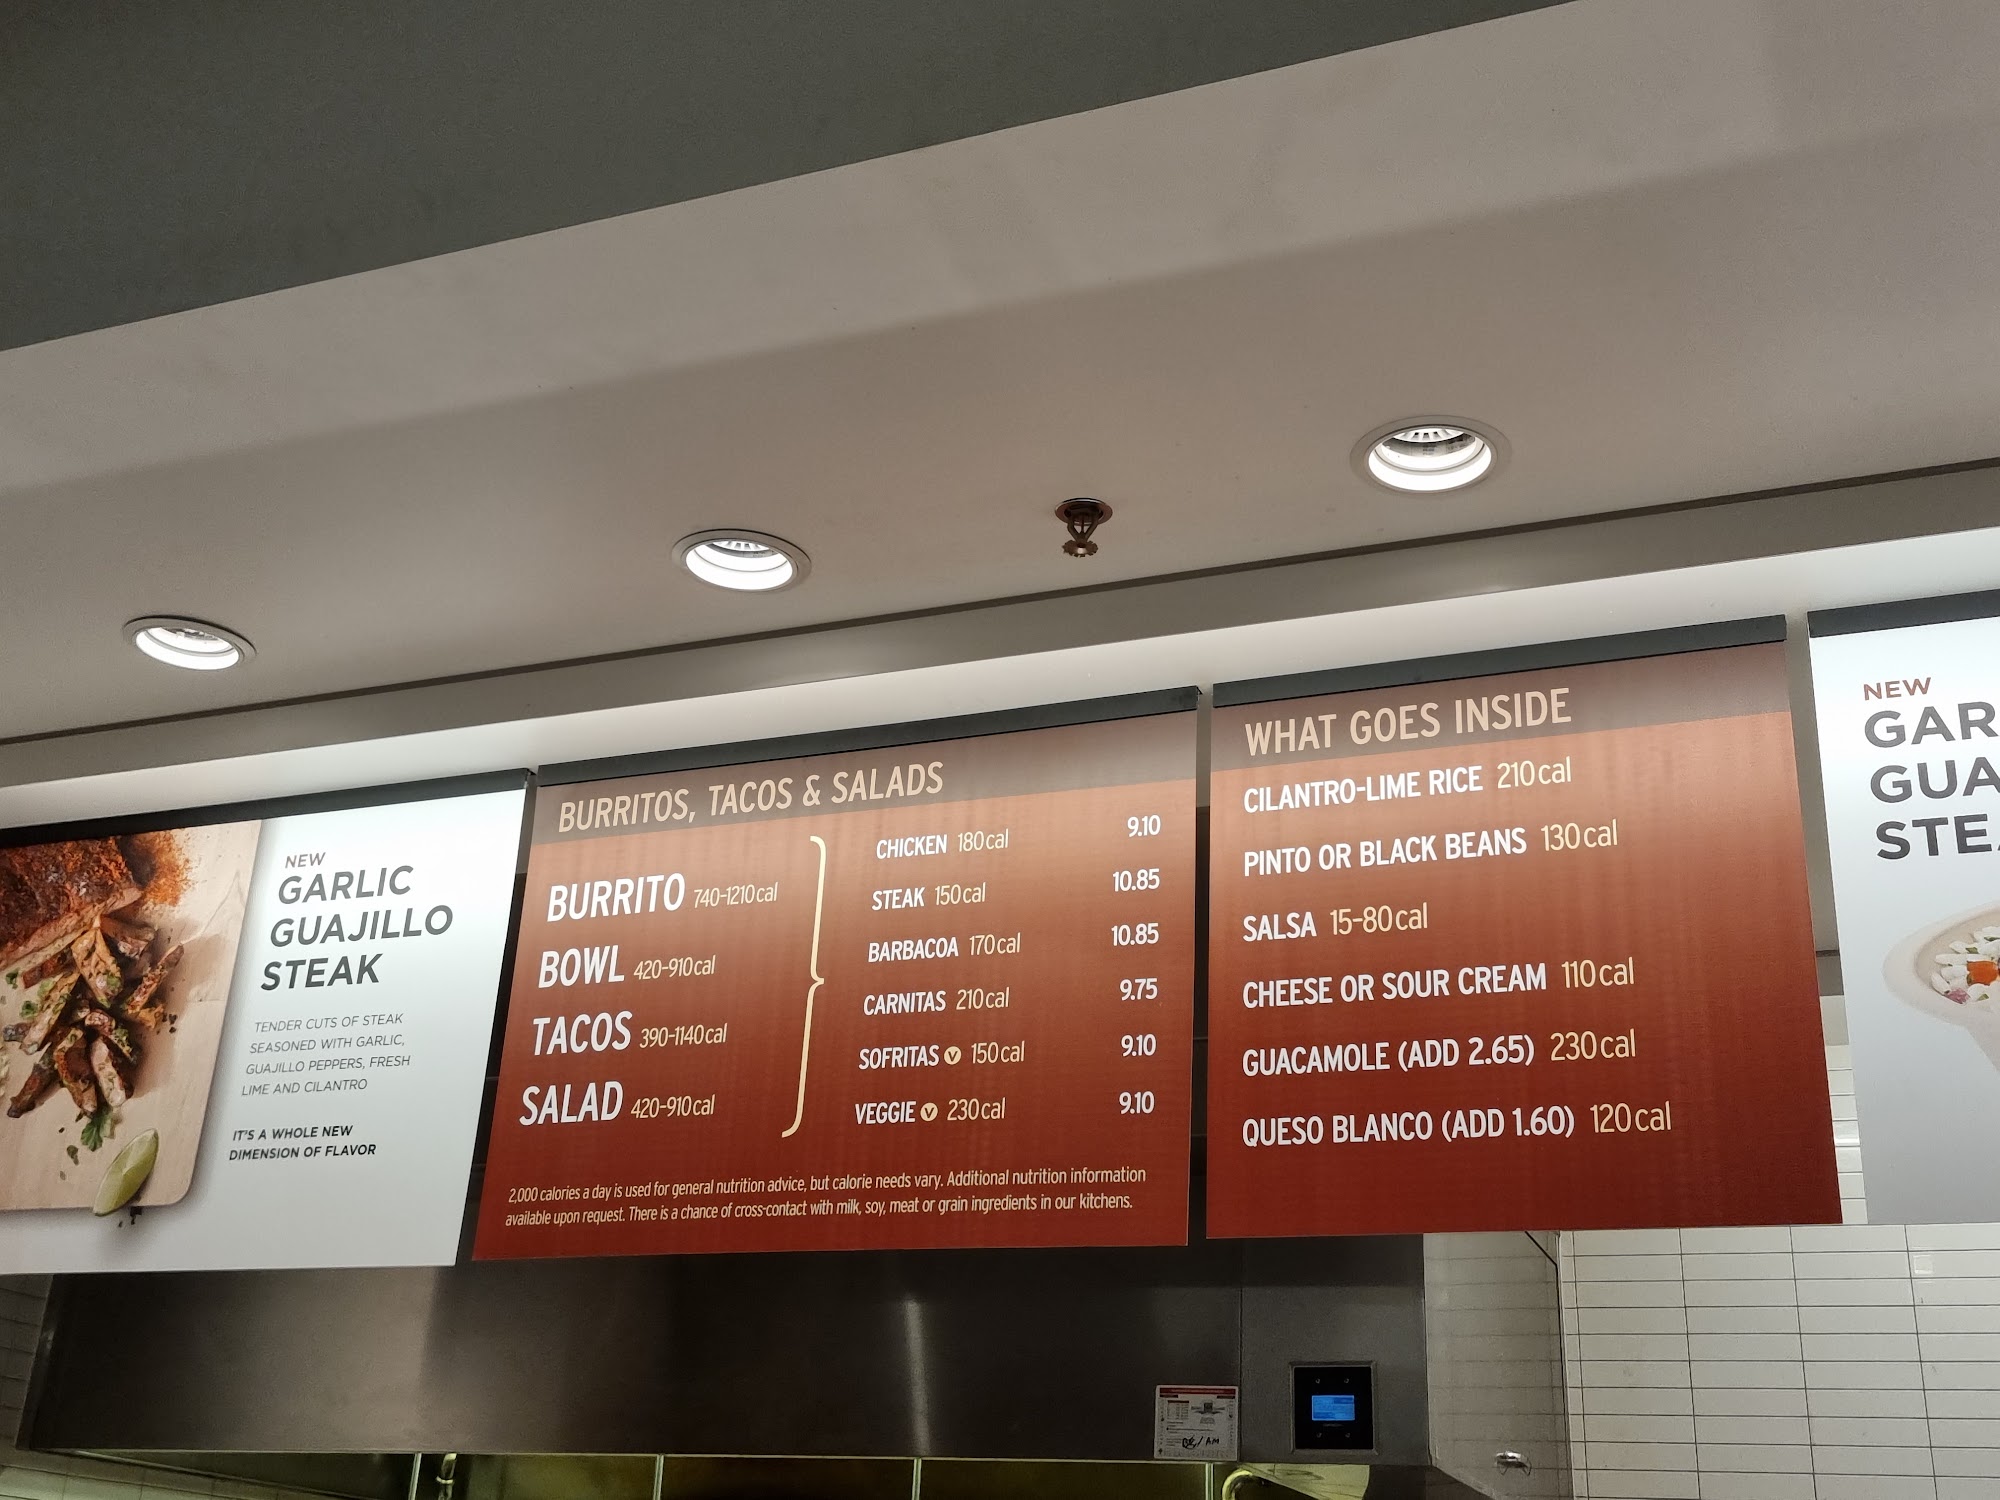 NEW
GARLIC
GUAJILLO
STEAK
TENDER CUTS OF STEAK
SEASONED WITH GARLIC,
GUAJILLO PEPPERS, FRESH
LIME AND CILANTRO
IT'S A WHOLE NEW
DIMENSION OF FLAVOR
BURRITOS, TACOS & SALADS
BURRITO 740-1210cal
BOWL 420-910cal
TACOS 390-1140cal
SALAD 420-910cal
CHICKEN 180cal 9.10
STEAK 150cal 10.85
BARBACOA 170cal 10.85
CARNITAS 210cal 9.75
SOFRITAS V 150cal 9.10
VEGGIE V 230cal 9.10
2,000 calories a day is used for general nutrition advice, but calorie needs vary. Additional nutrition information
available upon request. There is a chance of cross-contact with milk, soy, meat or grain ingredients in our kitchens.
WHAT GOES INSIDE
CILANTRO-LIME RICE 210cal
PINTO OR BLACK BEANS 130cal
SALSA 15-80cal
CHEESE OR SOUR CREAM 110cal
GUACAMOLE (ADD 2.65) 230cal
QUESO BLANCO (ADD 1.60) 120cal
NEW
GAR
GUA
STE